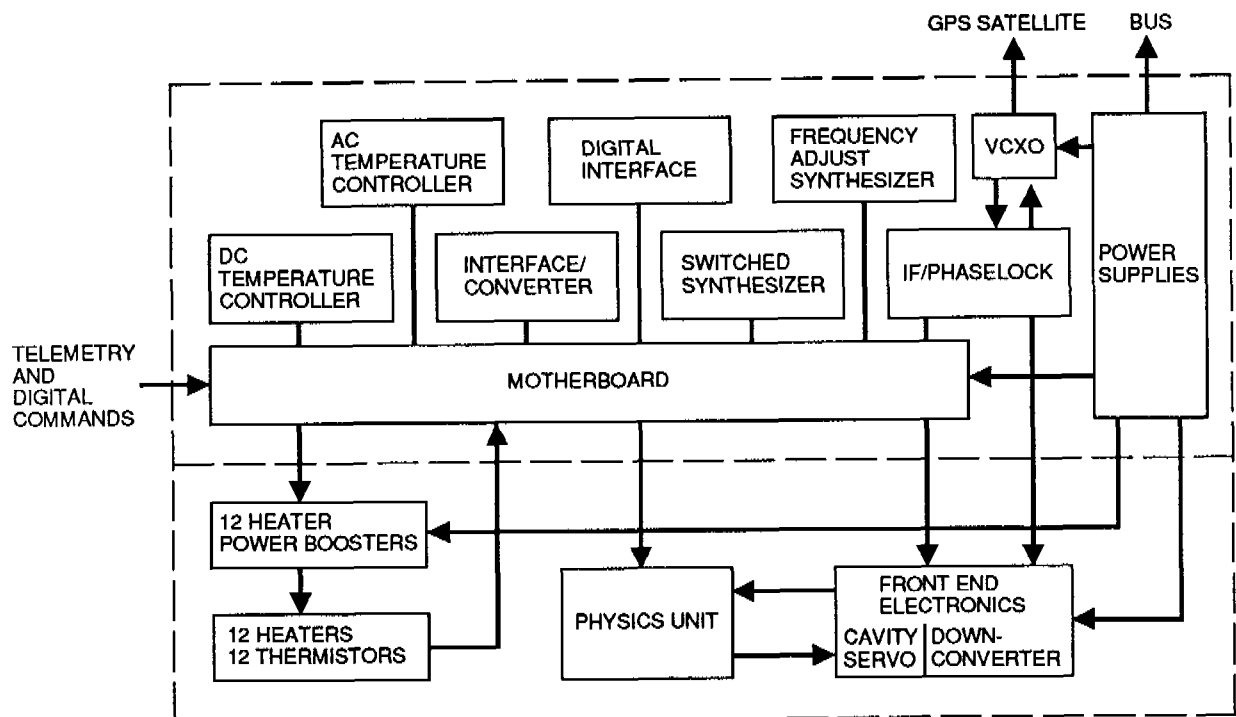 GPS SATELLITE
BUS
AC
TEMPERATURE
CONTROLLER
DIGITAL
INTERFACE
FREQUENCY
ADJUST
SYNTHESIZER
VCXO
DC
TEMPERATURE
CONTROLLER
INTERFACE/
CONVERTER
SWITCHED
SYNTHESIZER
IF/PHASELOCK
POWER
SUPPLIES
TELEMETRY
AND
DIGITAL
COMMANDS
MOTHERBOARD
12 HEATER
POWER BOOSTERS
12 HEATERS
12 THERMISTORS
PHYSICS UNIT
FRONT END
ELECTRONICS
CAVITY
SERVO
DOWN-
CONVERTER